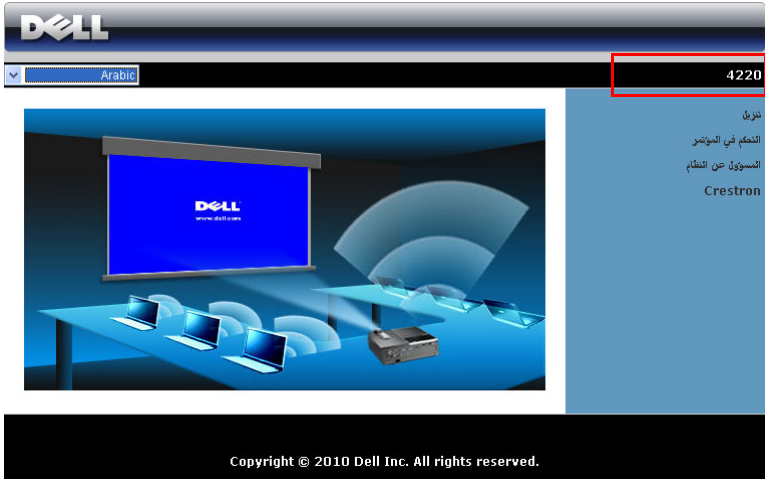 DELL
Arabic
4220
تنزيل
التحكم في المؤتمر
المسؤول عن النظام
Crestron
DELL
www.dell.com
Copyright © 2010 Dell Inc. All rights reserved.